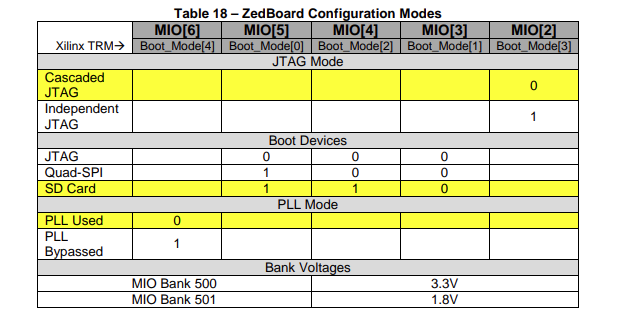 Table 18 – ZedBoard Configuration Modes
MIO[6] MIO[5] MIO[4] MIO[3] MIO[2]
Xilinx TRM→ Boot_Mode[4] Boot_Mode[0] Boot_Mode[2] Boot_Mode[1] Boot_Mode[3]
JTAG Mode
Cascaded
JTAG 0
Independent
JTAG 1
Boot Devices
JTAG 0 0 0
Quad-SPI 1 0 0
SD Card 1 1 0
PLL Mode
PLL Used 0
PLL
Bypassed 1
Bank Voltages
MIO Bank 500 3.3V
MIO Bank 501 1.8V